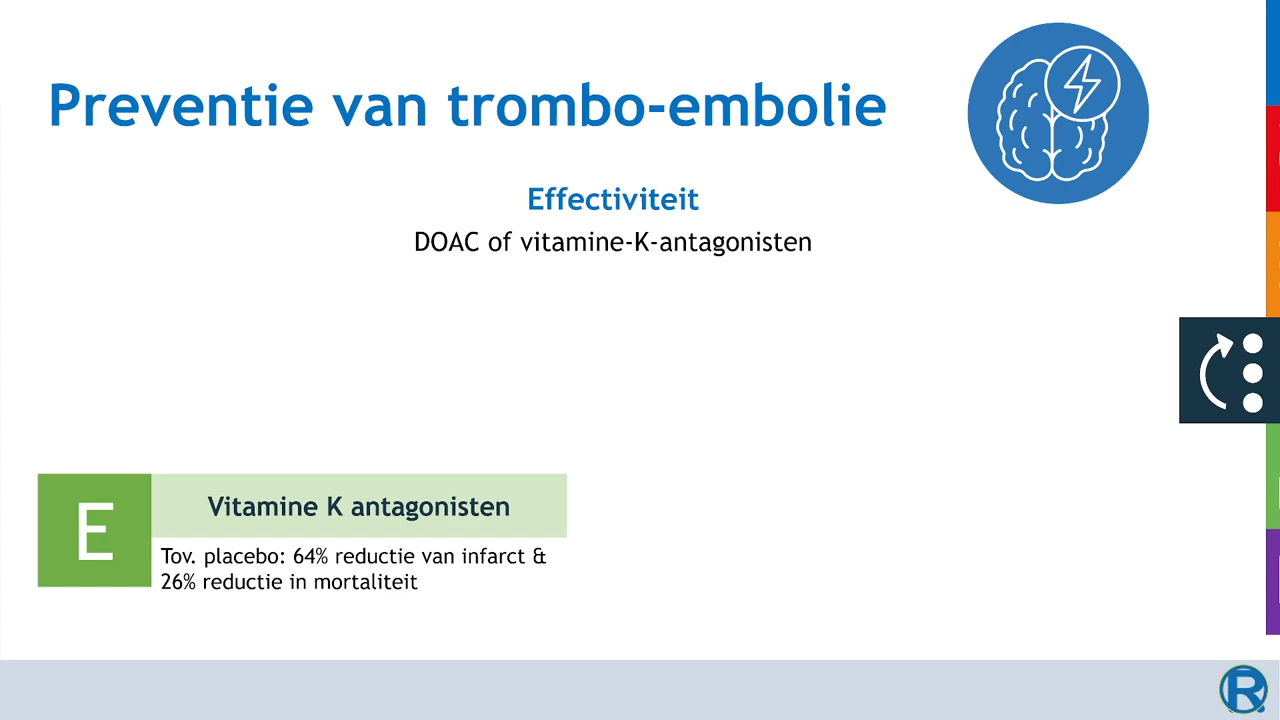 Preventie van trombo-embolie
Effectiviteit
DOAC of vitamine-K-antagonisten
E
Vitamine K antagonisten
Tov. placebo: 64% reductie van infarct &
26% reductie in mortaliteit
R